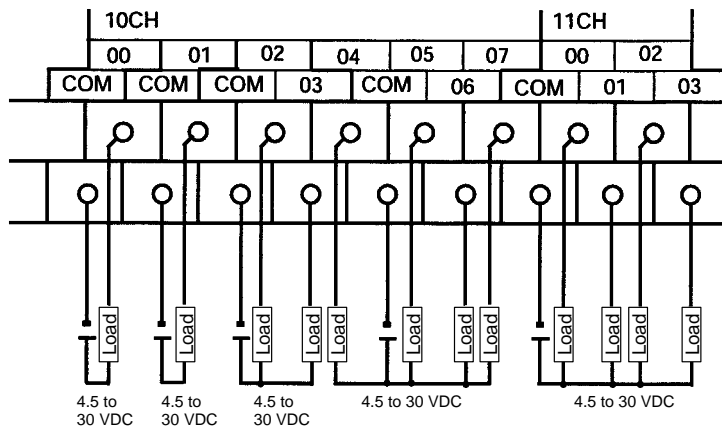 10CH 11CH
00 01 02 04 05 07 00 02
COM COM COM 03 COM 06 COM 01 03
Load Load Load Load Load Load Load Load Load Load Load Load
4.5 to
30 VDC
4.5 to
30 VDC
4.5 to
30 VDC
4.5 to 30 VDC
4.5 to 30 VDC